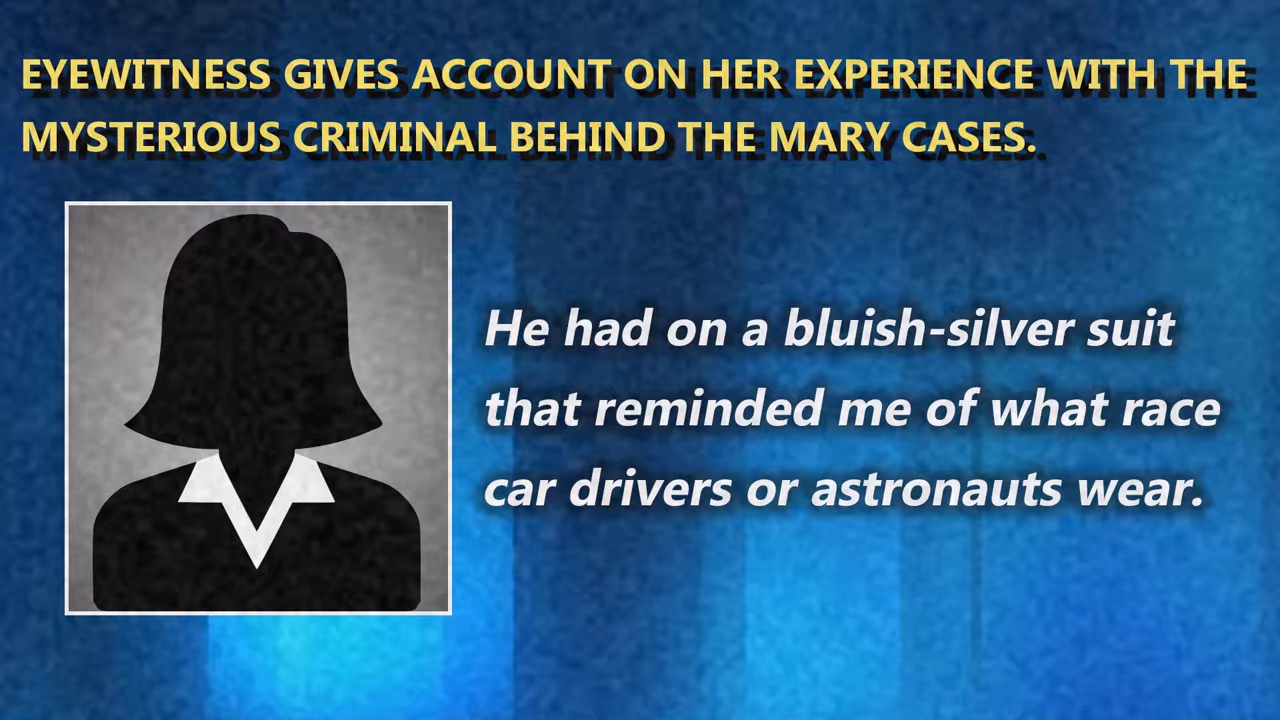 EYEWITNESS GIVES ACCOUNT ON HER EXPERIENCE WITH THE
MYSTERIOUS CRIMINAL BEHIND THE MARY CASES.
He had on a bluish-silver suit
that reminded me of what race
car drivers or astronauts wear.